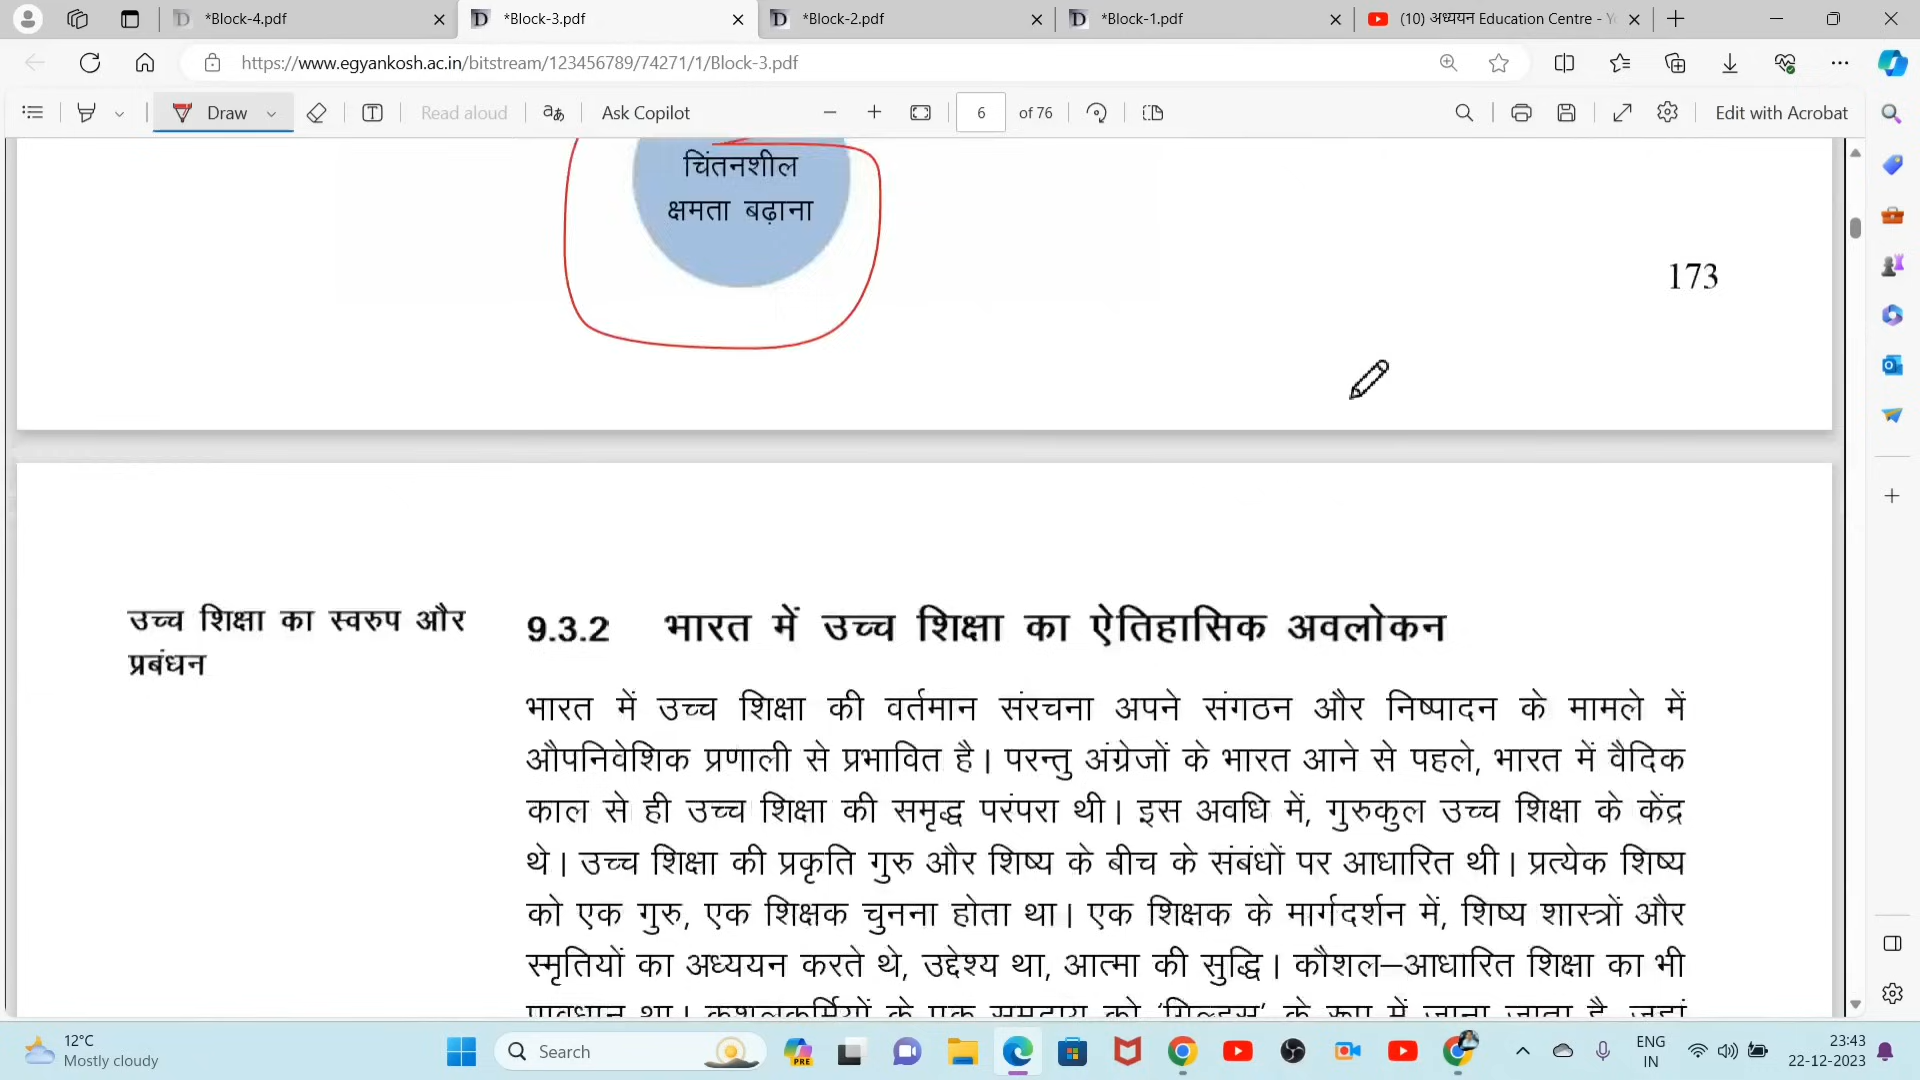 *Block-4.pdf
*Block-3.pdf
*Block-2.pdf
*Block-1.pdf
(10) अध्ययन Education Centre -
https://www.egyankosh.ac.in/bitstream/123456789/74271/1/Block-3.pdf
Draw
Read aloud
Ask Copilot
6 of 76
Edit with Acrobat
चिंतनशील
क्षमता बढ़ाना
173
उच्च शिक्षा का स्वरुप और
प्रबंधन
9.3.2 भारत में उच्च शिक्षा का ऐतिहासिक अवलोकन
भारत में उच्च शिक्षा की वर्तमान संरचना अपने संगठन और निष्पादन के मामले में
औपनिवेशिक प्रणाली से प्रभावित है। परन्तु अंग्रेजों के भारत आने से पहले, भारत में वैदिक
काल से ही उच्च शिक्षा की समृद्ध परंपरा थी। इस अवधि में, गुरुकुल उच्च शिक्षा के केंद्र
थे। उच्च शिक्षा की प्रकृति गुरु और शिष्य के बीच के संबंधों पर आधारित थी। प्रत्येक शिष्य
को एक गुरु, एक शिक्षक चुनना होता था। एक शिक्षक के मार्गदर्शन में, शिष्य शास्त्रों और
स्मृतियों का अध्ययन करते थे, उद्देश्य था, आत्मा की सुद्धि। कौशल–आधारित शिक्षा का भी
प्रावधान था। कुशलकर्मियों के एक समुदाय को ‘गिल्ड्स’ के रूप में जाना जाता है, जहां
12°C
Mostly cloudy
Search
PRE
ENG
IN
23:43
22-12-2023